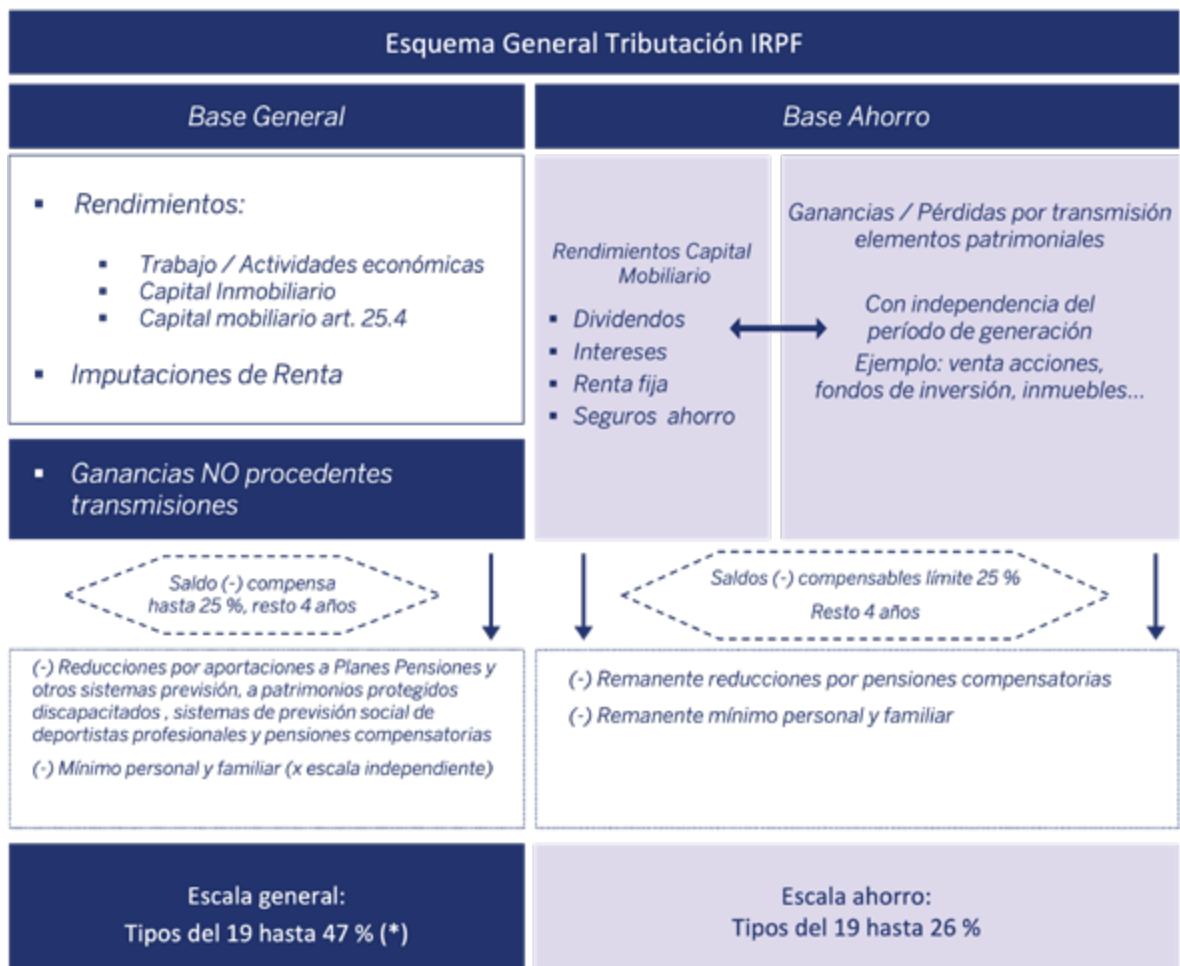 Esquema General Tributación IRPF
Base General
Base Ahorro
▪ Rendimientos:
▪ Trabajo / Actividades económicas
▪ Capital Inmobiliario
▪ Capital mobiliario art. 25.4
▪ Imputaciones de Renta
▪ Ganancias NO procedentes
transmisiones
Rendimientos Capital
Mobiliario
▪ Dividendos
▪ Intereses
▪ Renta fija
▪ Seguros ahorro
Ganancias / Pérdidas por transmisión
elementos patrimoniales
Con independencia del
período de generación
Ejemplo: venta acciones,
fondos de inversión, inmuebles...
Saldo (-) compensa
hasta 25 %, resto 4 años
Saldos (-) compensables límite 25 %
Resto 4 años
(-) Reducciones por aportaciones a Planes Pensiones y
otros sistemas previsión, a patrimonios protegidos
discapacitados , sistemas de previsión social de
deportistas profesionales y pensiones compensatorias
(-) Mínimo personal y familiar (x escala independiente)
(-) Remanente reducciones por pensiones compensatorias
(-) Remanente mínimo personal y familiar
Escala general:
Tipos del 19 hasta 47 % (*)
Escala ahorro:
Tipos del 19 hasta 26 %